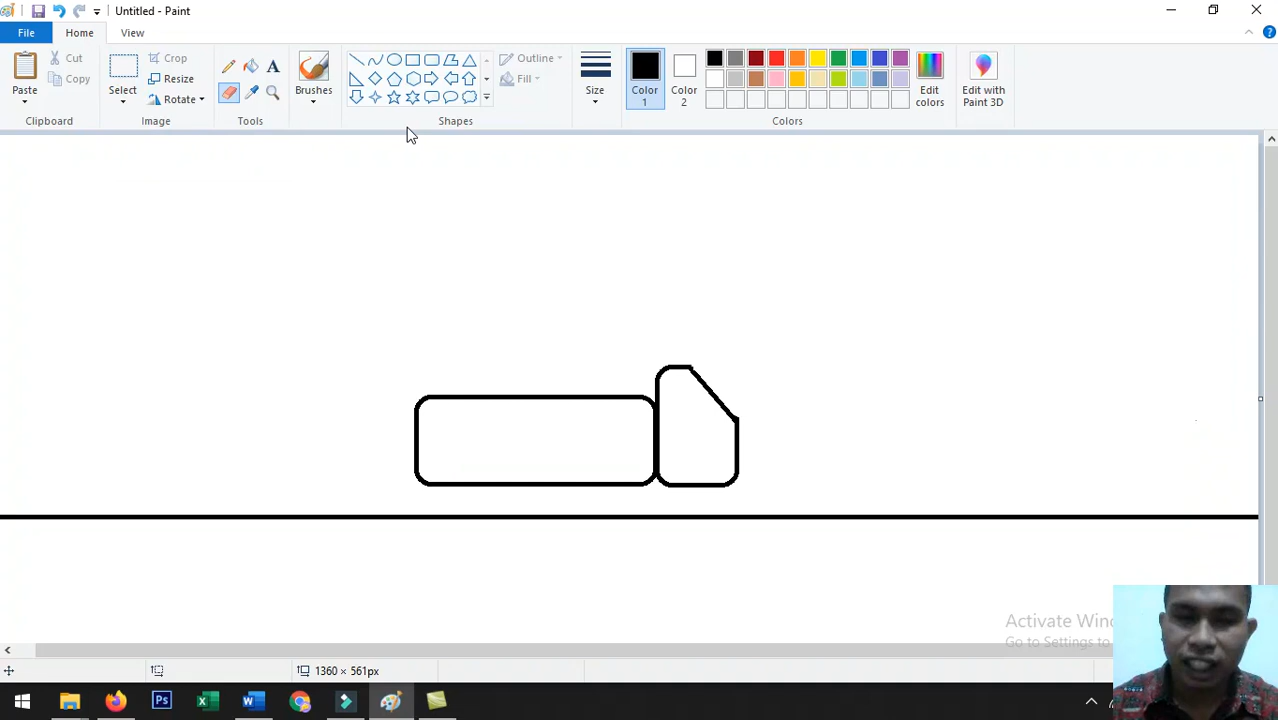 Untitled - Paint
File
Home
View
Paste
Cut
Copy
Clipboard
Select
Crop
Resize
Rotate
Image
Tools
Brushes
Shapes
Outline
Fill
Size
Color
1
Color
2
Edit
colors
Edit with
Paint 3D
Colors
Activate Win
Go to Settings to
1360 × 561px